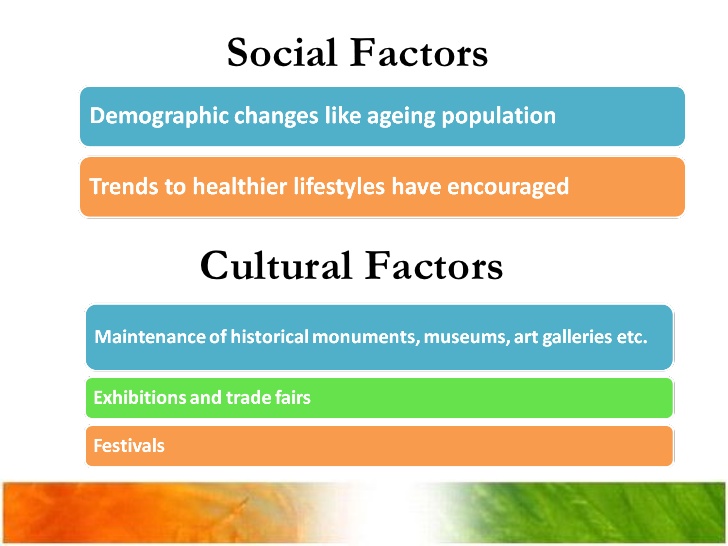 Social Factors
Demographic changes like ageing population
Trends to healthier lifestyles have encouraged
Cultural Factors
Maintenance of historical monuments, museums, art galleries etc.
Exhibitions and trade fairs
Festivals